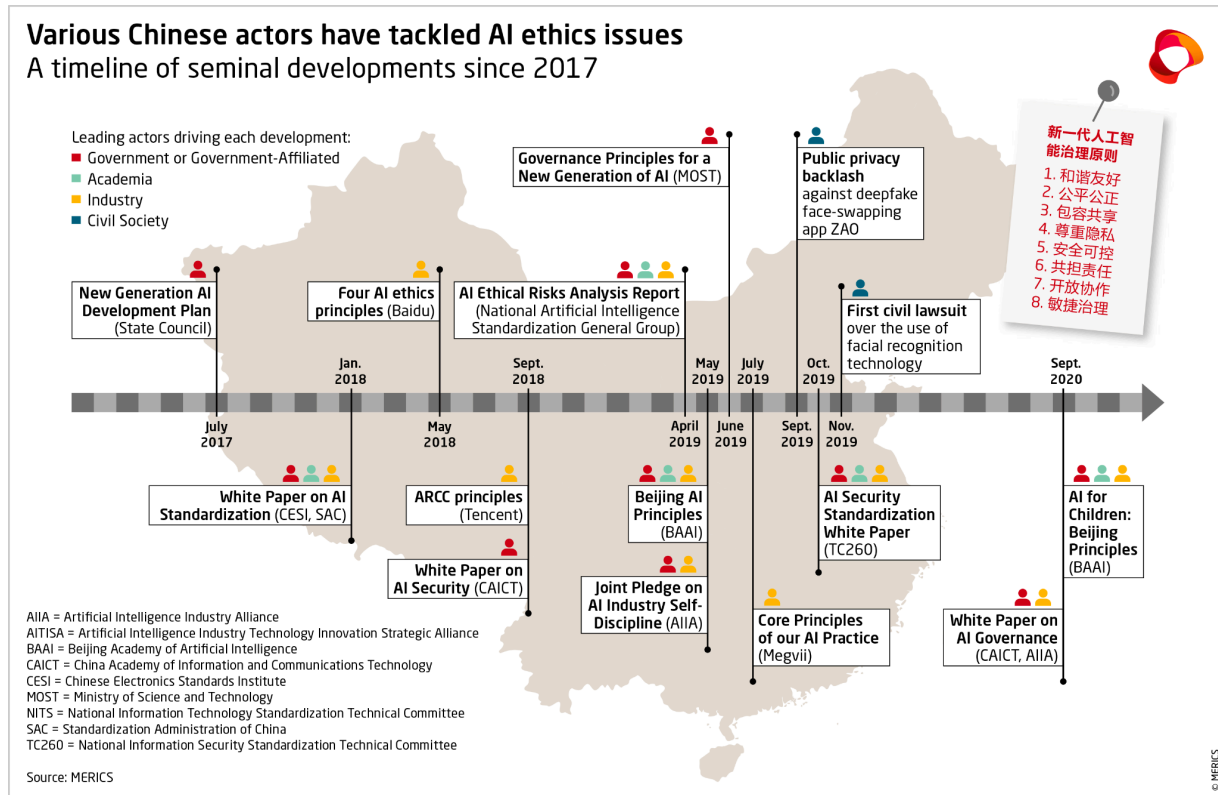 Various Chinese actors have tackled AI ethics issues
A timeline of seminal developments since 2017
Leading actors driving each development:
Government or Government-Affiliated
Academia
Industry
Civil Society
新一代人工智
能治理原则
1. 和谐友好
2. 公平公正
3. 包容共享
4. 尊重隐私
5. 安全可控
6. 共担责任
7. 开放协作
8. 敏捷治理
Governance Principles for a
New Generation of AI (MOST)
Public privacy
backlash
against deepfake
face-swapping
app ZAO
New Generation AI
Development Plan
(State Council)
Four AI ethics
principles (Baidu)
AI Ethical Risks Analysis Report
(National Artificial Intelligence
Standardization General Group)
First civil lawsuit
over the use of
facial recognition
technology
Jan.
2018
Sept.
2018
May
2019
July
2019
Oct.
2019
Sept.
2020
July
2017
May
2018
April
2019
June
2019
Sept.
2019
Nov.
2019
White Paper on AI
Standardization (CESI, SAC)
ARCC principles
(Tencent)
White Paper on
AI Security (CAICT)
Beijing AI
Principles
(BAAI)
Joint Pledge on
AI Industry Self-
Discipline (AIIA)
AI Security
Standardization
White Paper
(TC260)
Core Principles
of our AI Practice
(Megvii)
AI for
Children:
Beijing
Principles
(BAAI)
White Paper on
AI Governance
(CAICT, AIIA)
AIIA = Artificial Intelligence Industry Alliance
AITISA = Artificial Intelligence Industry Technology Innovation Strategic Alliance
BAAI = Beijing Academy of Artificial Intelligence
CAICT = China Academy of Information and Communications Technology
CESI = Chinese Electronics Standards Institute
MOST = Ministry of Science and Technology
NITS = National Information Technology Standardization Technical Committee
SAC = Standardization Administration of China
TC260 = National Information Security Standardization Technical Committee
Source: MERICS
© MERICS